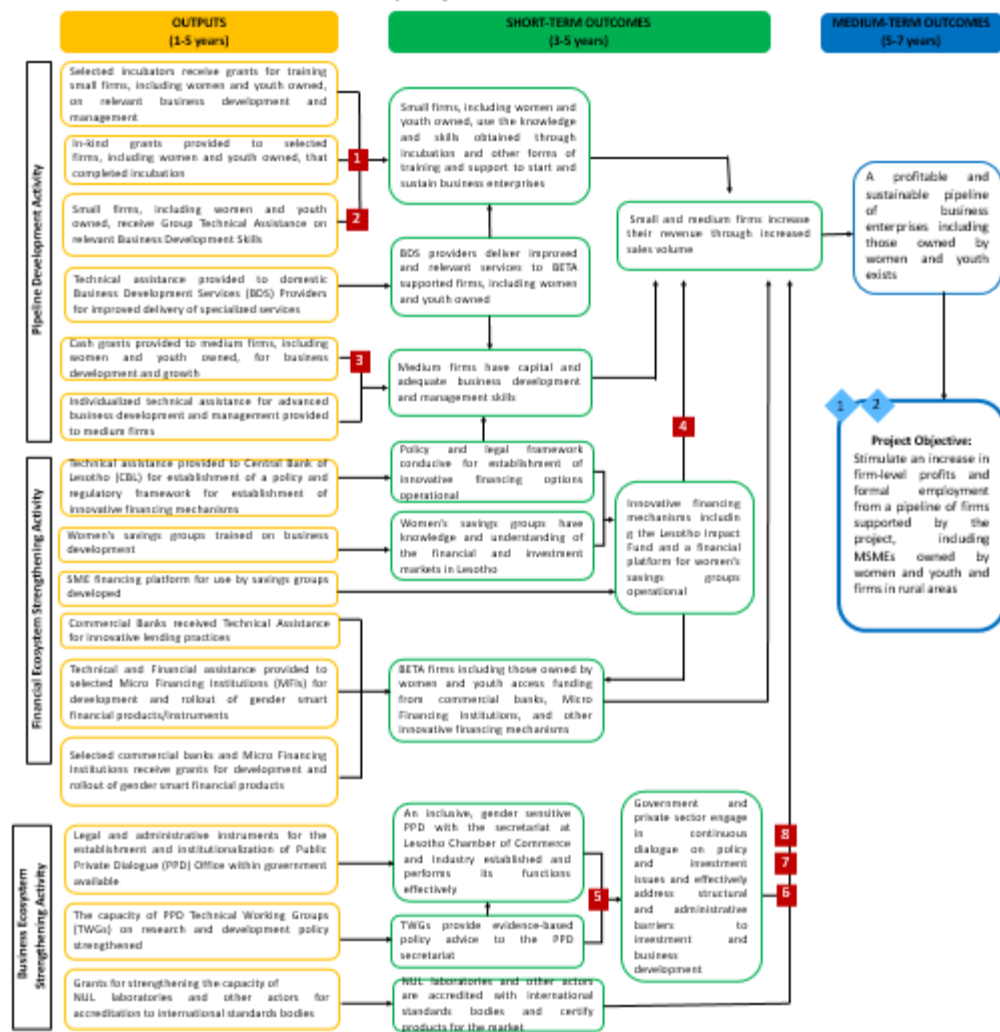 OUTPUTS
(1-5 years)
SHORT-TERM OUTCOMES
(3-5 years)
MEDIUM-TERM OUTCOMES
(5-7 years)
Pipeline Development Activity
Selected incubators receive grants for training
small firms, including women and youth owned,
on relevant business development and
management
In-kind grants provided to selected
firms, including women and youth owned, that
completed incubation
Small firms, including women and youth
owned, receive Group Technical Assistance on
relevant Business Development Skills
Technical assistance provided to domestic
Business Development Services (BDS) Providers
for improved delivery of specialized services
Cash grants provided to medium firms, including
women and youth owned, for business
development and growth
Individualized technical assistance for advanced
business development and management provided
to medium firms
1
2
3
Small firms, including women and
youth owned, use the knowledge
and skills obtained through
incubation and other forms of
training and support to start and
sustain business enterprises
BDS providers deliver improved
and relevant services to BETA
supported firms, including women
and youth owned
Medium firms have capital and
adequate business development
and management skills
Small and medium firms increase
their revenue through increased
sales volume
A profitable and
sustainable pipeline
of business
enterprises including
those owned by
women and youth
exists
1
2
Project Objective:
Stimulate an increase in
firm-level profits and
formal employment
from a pipeline of firms
supported by the
project, including
MSMEs owned by
women and youth and
firms in rural areas
Financial Ecosystem Strengthening Activity
Technical assistance provided to Central Bank of
Lesotho (CBL) for establishment of a policy and
regulatory framework for establishment of
innovative financing mechanisms
Women's savings groups trained on business
development
SME financing platform for use by savings groups
developed
Commercial Banks received Technical Assistance
for innovative lending practices
Technical and Financial assistance provided to
selected Micro Financing Institutions (MFIs) for
development and rollout of gender smart
financial products/instruments
Selected commercial banks and Micro Financing
Institutions receive grants for development and
rollout of gender smart financial products
Policy and legal framework
conducive for establishment of
innovative financing options
operational
Women's savings groups have
knowledge and understanding of
the financial and investment
markets in Lesotho
4
Innovative financing
mechanisms includin
g the Lesotho Impact
Fund and a financial
platform for women's
savings groups
operational
BETA firms including those owned by
women and youth access funding
from commercial banks, Micro
Financing Institutions, and other
innovative financing mechanisms
Business Ecosystem
Strengthening Activity
Legal and administrative instruments for the
establishment and institutionalization of Public
Private Dialogue (PPD) Office within government
available
The capacity of PPD Technical Working Groups
(TWGs) on research and development policy
strengthened
Grants for strengthening the capacity of
NUL laboratories and other actors for
accreditation to international standards bodies
An inclusive, gender sensitive
PPD with the secretariat at
Lesotho Chamber of Commerce
and Industry established and
performs its functions
effectively
TWGs provide evidence-based
policy advice to the PPD
secretariat
NUL laboratories and other actors
are accredited with international
standards bodies and certify
products for the market
5
Government and
private sector engage
in continuous
dialogue on policy
and investment
issues and effectively
address structural
and administrative
barriers to
investment and
business
development
8
7
6